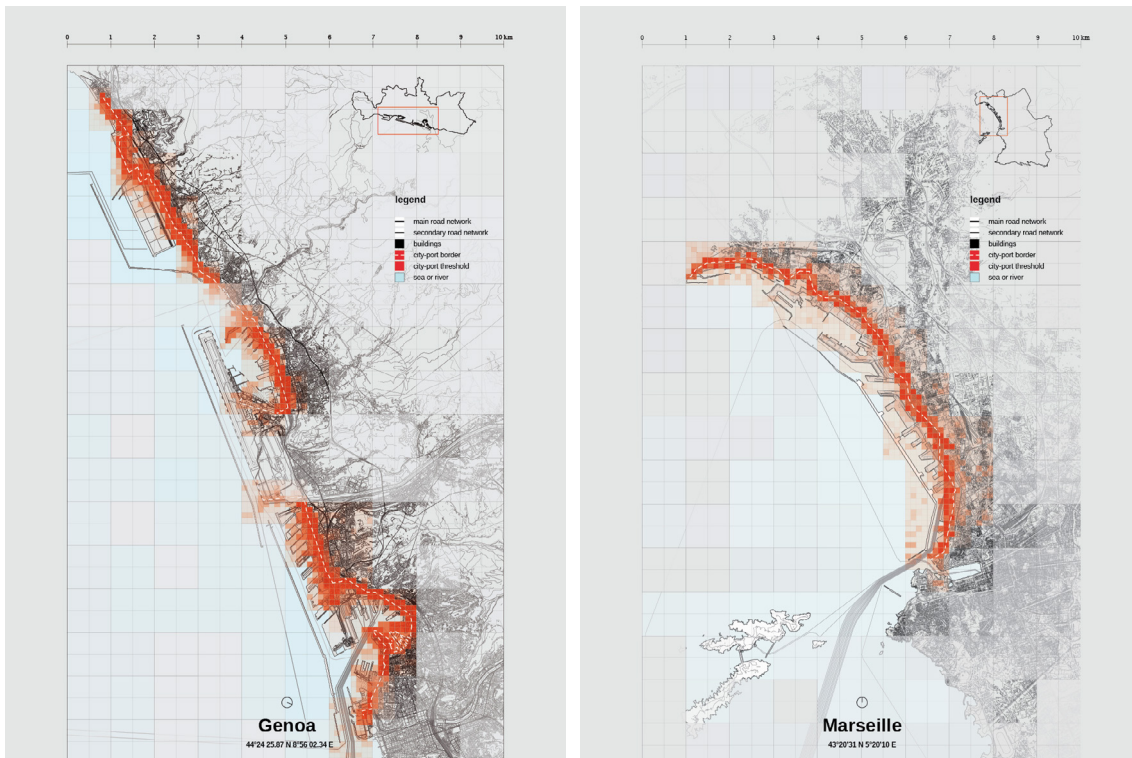 0 1 2 3 4 5 6 7 8 9 10 km
legend
main road network
secondary road network
buildings
city-port border
city-port threshold
sea or river
Genoa
44°24 25.87 N 8°56 02.34 E
0 1 2 3 4 5 6 7 8 9 10 km
legend
main road network
secondary road network
buildings
city-port border
city-port threshold
sea or river
Marseille
43°20'31 N 5°20'10 E